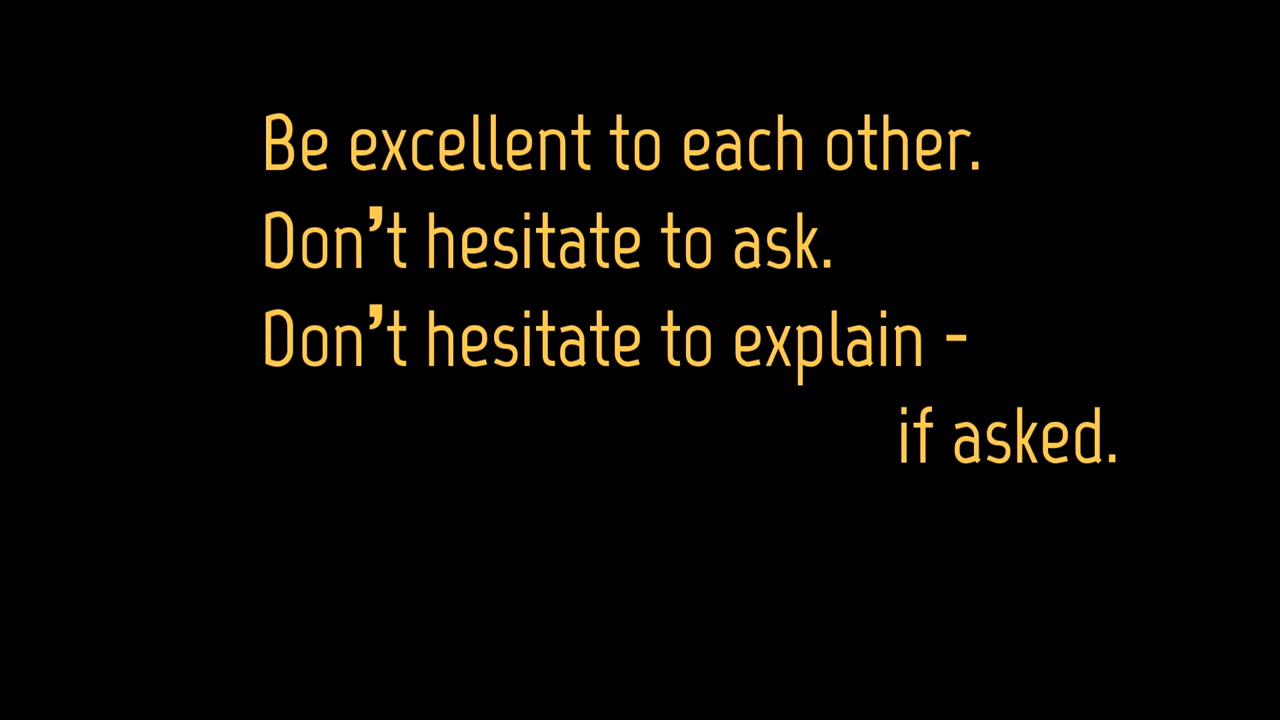 Be excellent to each other.
Don’t hesitate to ask.
Don’t hesitate to explain -
if asked.